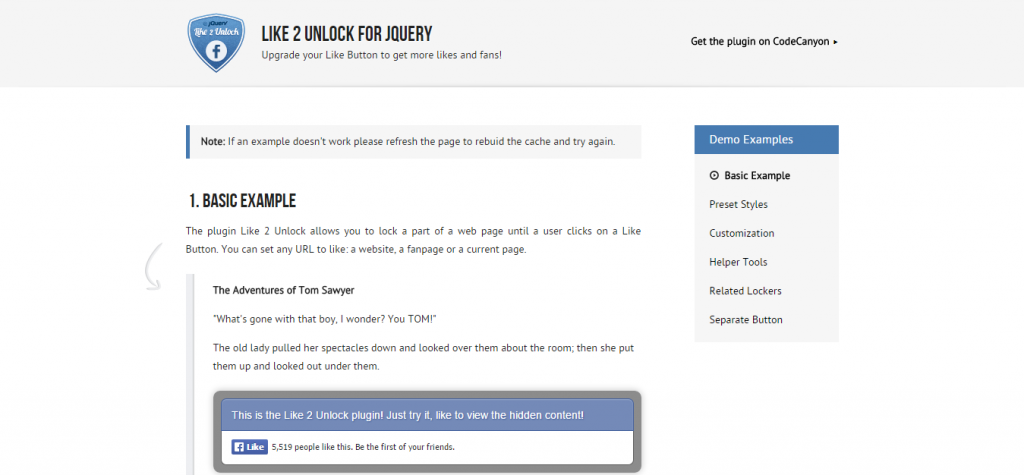 jQuery
Like 2 Unlock
LIKE 2 UNLOCK FOR JQUERY
Upgrade your Like Button to get more likes and fans!
Get the plugin on CodeCanyon ▸
Note: If an example doesn't work please refresh the page to rebuid the cache and try again.
1. BASIC EXAMPLE
The plugin Like 2 Unlock allows you to lock a part of a web page until a user clicks on a Like
Button. You can set any URL to like: a website, a fanpage or a current page.
The Adventures of Tom Sawyer
"What's gone with that boy, I wonder? You TOM!"
The old lady pulled her spectacles down and looked over them about the room; then she put
them up and looked out under them.
This is the Like 2 Unlock plugin! Just try it, like to view the hidden content!
Like 5,519 people like this. Be the first of your friends.
Demo Examples
Basic Example
Preset Styles
Customization
Helper Tools
Related Lockers
Separate Button